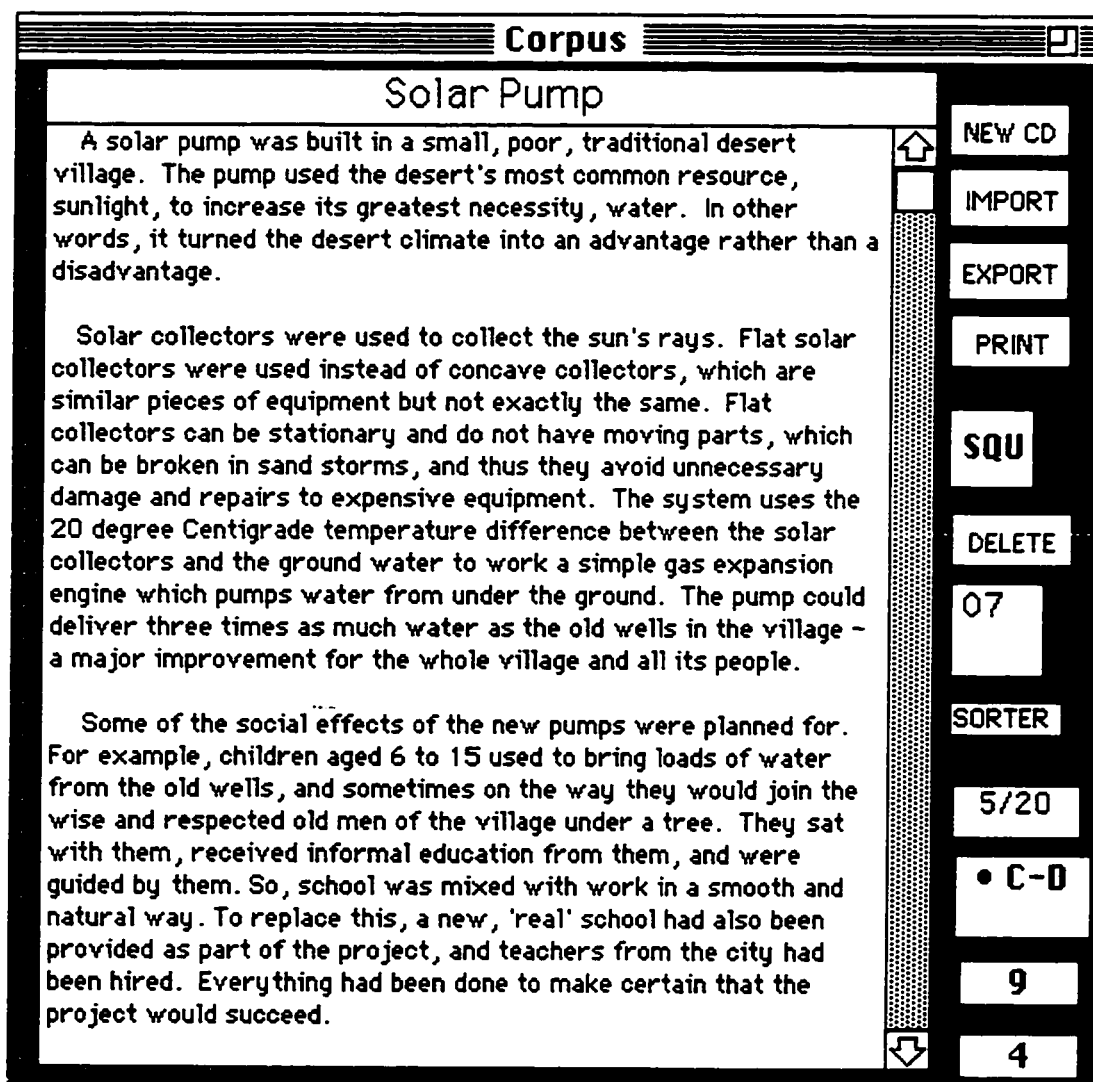 Corpus
Solar Pump
A solar pump was built in a small, poor, traditional desert
village. The pump used the desert's most common resource,
sunlight, to increase its greatest necessity, water. In other
words, it turned the desert climate into an advantage rather than a
disadvantage.
Solar collectors were used to collect the sun's rays. Flat solar
collectors were used instead of concave collectors, which are
similar pieces of equipment but not exactly the same. Flat
collectors can be stationary and do not have moving parts, which
can be broken in sand storms, and thus they avoid unnecessary
damage and repairs to expensive equipment. The system uses the
20 degree Centigrade temperature difference between the solar
collectors and the ground water to work a simple gas expansion
engine which pumps water from under the ground. The pump could
deliver three times as much water as the old wells in the village -
a major improvement for the whole village and all its people.
Some of the social effects of the new pumps were planned for.
For example, children aged 6 to 15 used to bring loads of water
from the old wells, and sometimes on the way they would join the
wise and respected old men of the village under a tree. They sat
with them, received informal education from them, and were
guided by them. So, school was mixed with work in a smooth and
natural way. To replace this, a new, 'real' school had also been
provided as part of the project, and teachers from the city had
been hired. Everything had been done to make certain that the
project would succeed.
NEW CD
IMPORT
EXPORT
PRINT
SQU
DELETE
07
SORTER
5/20
• C-D
9
4